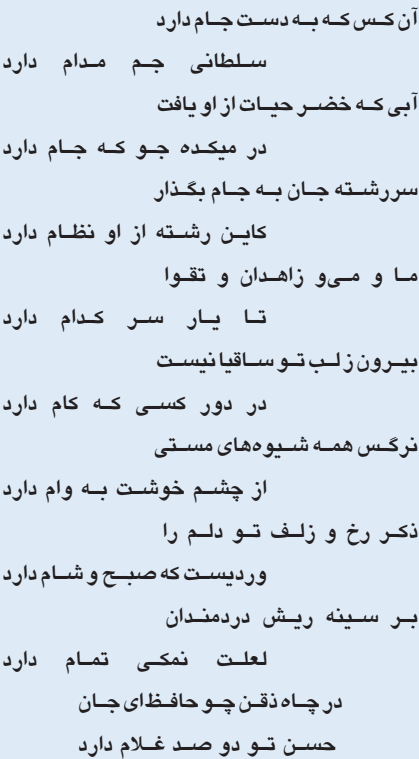 آن کس که به دست جام دارد
سلطانی جم مدام دارد
آبی که خضر حیات از او یافت
در میکده جو که جام دارد
سررشته جان به جام بگذار
کاین رشته از او نظام دارد
ما و می‌و زاهدان و تقوا
تا یار سر کدام دارد
بیرون ز لب تو ساقیا نیست
در دور کسی که کام دارد
نرگس همه شیوه‌های مستی
از چشم خوشت به وام دارد
ذکر رخ و زلف تو دلم را
وردیست که صبح و شام دارد
بر سینه ریش دردمندان
لعلت نمکی تمام دارد
در چاه ذقن چو حافظ ای جان
حسن تو دو صد غلام دارد